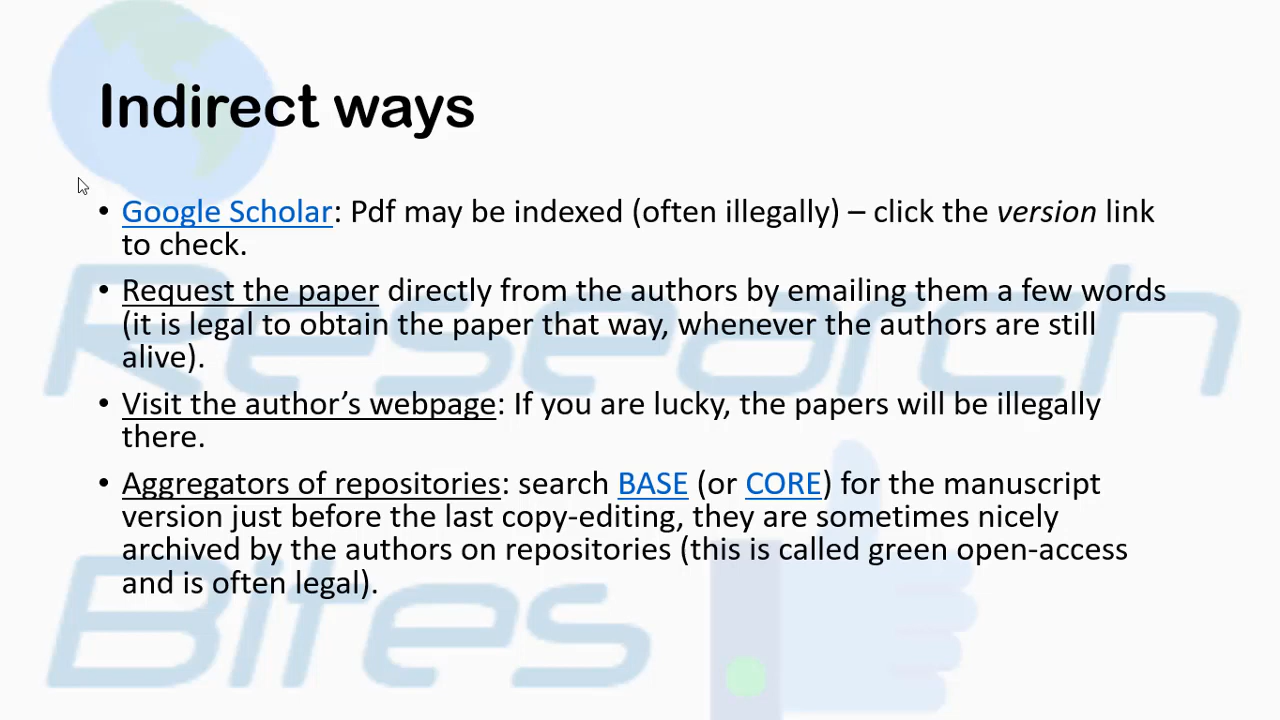 Indirect ways
• Google Scholar: Pdf may be indexed (often illegally) – click the version link
to check.
• Request the paper directly from the authors by emailing them a few words
(it is legal to obtain the paper that way, whenever the authors are still
alive).
• Visit the author’s webpage: If you are lucky, the papers will be illegally
there.
• Aggregators of repositories: search BASE (or CORE) for the manuscript
version just before the last copy-editing, they are sometimes nicely
archived by the authors on repositories (this is called green open-access
and is often legal).
Research
Bites